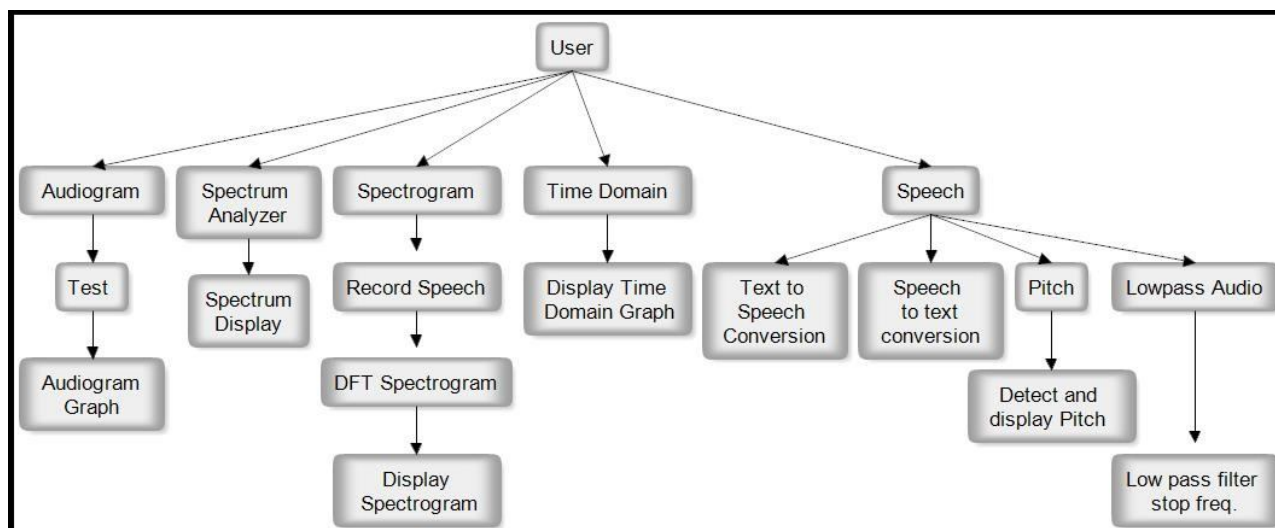 User
Audiogram
Spectrum
Analyzer
Spectrogram
Time Domain
Speech
Test
Spectrum
Display
Record Speech
Display Time
Domain Graph
Text to
Speech
Conversion
Speech
to text
conversion
Pitch
Lowpass Audio
Audiogram
Graph
DFT Spectrogram
Detect and
display Pitch
Display
Spectrogram
Low pass filter
stop freq.